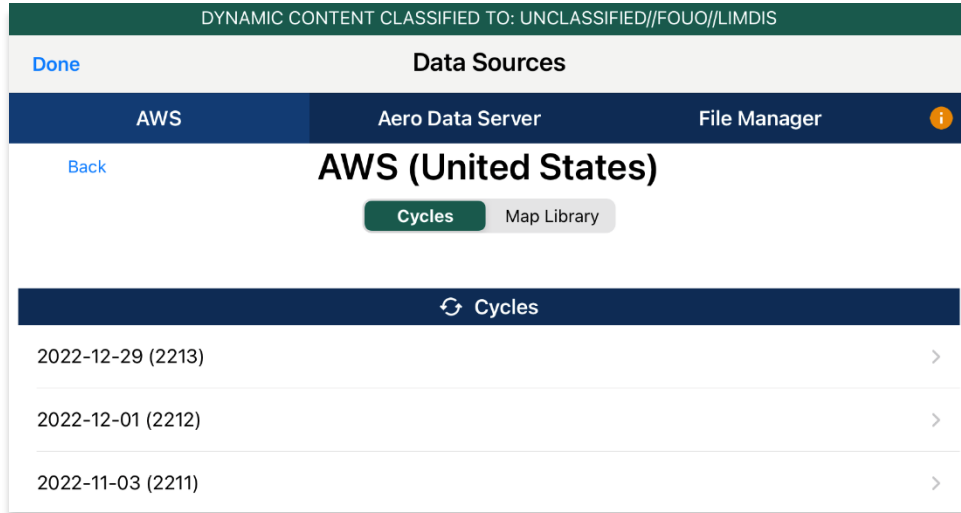 DYNAMIC CONTENT CLASSIFIED TO: UNCLASSIFIED//FOUO//LIMDIS
Done Data Sources
AWS Aero Data Server File Manager i
Back AWS (United States)
Cycles Map Library
Cycles
2022-12-29 (2213)
2022-12-01 (2212)
2022-11-03 (2211)